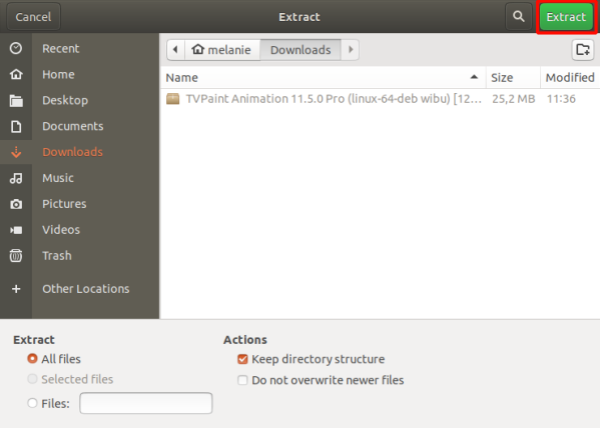 Cancel
Extract
Extract
Recent
Home
Desktop
Documents
Downloads
Music
Pictures
Videos
Trash
Other Locations
melanie
Downloads
Name
Size
Modified
TVPaint Animation 11.5.0 Pro (linux-64-deb wibu) [12...
25,2 MB
11:36
Extract
All files
Selected files
Files:
Actions
Keep directory structure
Do not overwrite newer files